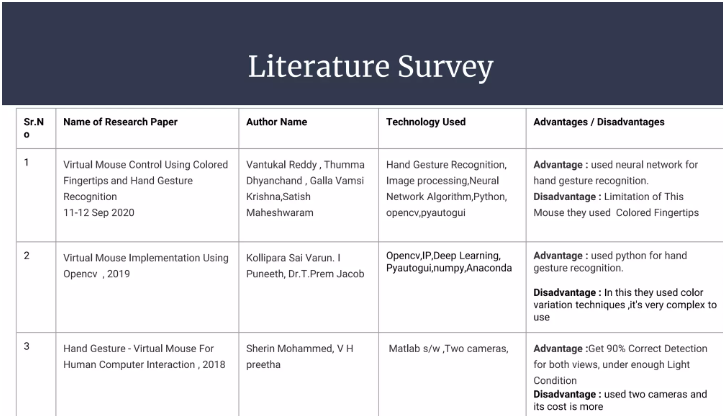 Literature Survey
Sr.N
o
Name of Research Paper
Author Name
Technology Used
Advantages / Disadvantages
1
Virtual Mouse Control Using Colored
Fingertips and Hand Gesture
Recognition
11-12 Sep 2020
Vantukal Reddy , Thumma
Dhyanchand , Galla Vamsi
Krishna,Satish
Maheshwaram
Hand Gesture Recognition,
Image processing,Neural
Network Algorithm,Python,
opencv,pyautogui
Advantage : used neural network for
hand gesture recognition.
Disadvantage : Limitation of This
Mouse they used  Colored Fingertips
2
Virtual Mouse Implementation Using
Opencv  , 2019
Kollipara Sai Varun. I
Puneeth, Dr.T.Prem Jacob
Opencv,IP,Deep Learning,
Pyautogui,numpy,Anaconda
Advantage : used python for hand
gesture recognition.
Disadvantage : In this they used color
variation techniques ,it's very complex to
use
3
Hand Gesture - Virtual Mouse For
Human Computer Interaction , 2018
Sherin Mohammed, V H
preetha
Matlab s/w ,Two cameras,
Advantage :Get 90% Correct Detection
for both views, under enough Light
Condition
Disadvantage : used two cameras and
its cost is more